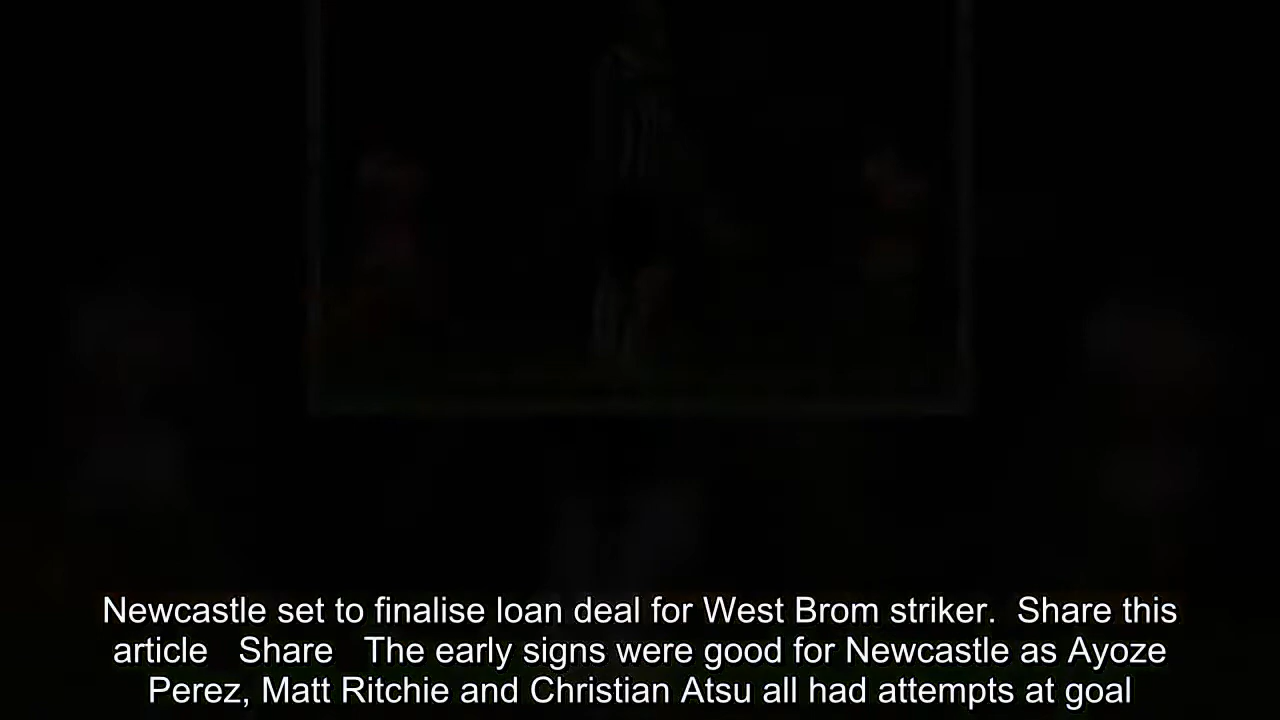 Newcastle set to finalise loan deal for West Brom striker.  Share this
article   Share   The early signs were good for Newcastle as Ayoze
Perez, Matt Ritchie and Christian Atsu all had attempts at goal